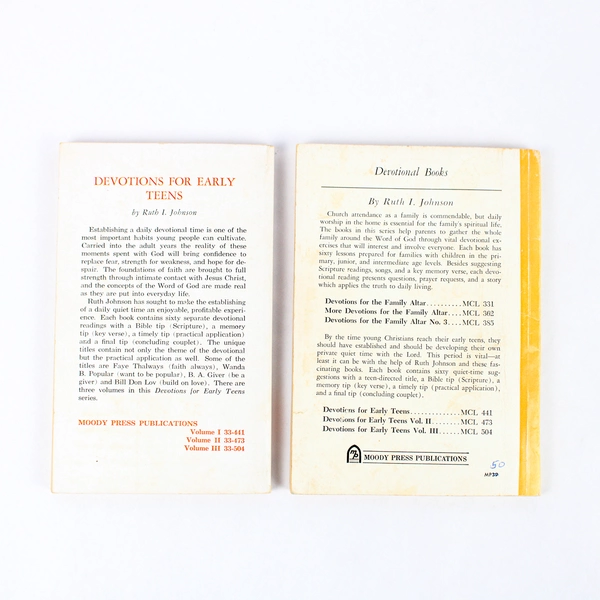 DEVOTIONS FOR EARLY
TEENS
by Ruth I. Johnson
Establishing a daily devotional time is one of the
most important habits young people can cultivate.
Carried into the adult years the reality of these
moments spent with God will bring confidence to
replace fear, strength for weakness, and hope for de-
spair. The foundations of faith are brought to full
strength through intimate contact with Jesus Christ,
and the concepts of the Word of God are made real
as they are put into everyday life.
Ruth Johnson has sought to make the establishing
of a daily quiet time an enjoyable, profitable experi-
ence. Each book contains sixty separate devotional
readings with a Bible tip (Scripture), a memory
tip (key verse), a timely tip (practical application)
and a final tip (concluding couplet). The unique
titles contain not only the theme of the devotional
but the practical application as well. Some of the
titles are Faye Thalways (faith always), Wanda
B. Popular (want to be popular), B. A. Giver (be a
giver) and Bill Don Lov (build on love). There are
three volumes in this Devotions for Early Teens
series.
MOODY PRESS PUBLICATIONS
Volume I 33-441
Volume II 33-473
Volume III 33-504
Devotional Books
By Ruth I. Johnson
Church attendance as a family is commendable, but daily
worship in the home is essential for the family's spiritual life.
The books in this series help parents to gather the whole
family around the Word of God through vital devotional ex-
ercises that will interest and involve everyone. Each book has
sixty lessons prepared for families with children in the pri-
mary, junior, and intermediate age levels. Besides suggesting
Scripture readings, songs, and a key memory verse, each devo-
tional reading presents questions, prayer requests, and a story
which applies the truth to daily living.
Devotions for the Family Altar..........MCL 331
More Devotions for the Family Altar....MCL 362
Devotions for the Family Altar No. 3....MCL 385
By the time young Christians reach their early teens, they
should have established and should be developing their own
private quiet time with the Lord. This period is vital—at
least it can be with the help of Ruth Johnson and these fas-
cinating books. Each book contains sixty quiet-time sug-
gestions with a teen-directed title, a Bible tip (Scripture), a
memory tip (key verse), a timely tip (practical application),
and a final tip (concluding couplet).
Devotions for Early Teens.............MCL 441
Devotions for Early Teens Vol. II.......MCL 473
Devotions for Early Teens Vol. III......MCL 504
MP MOODY PRESS PUBLICATIONS
50
MP3D